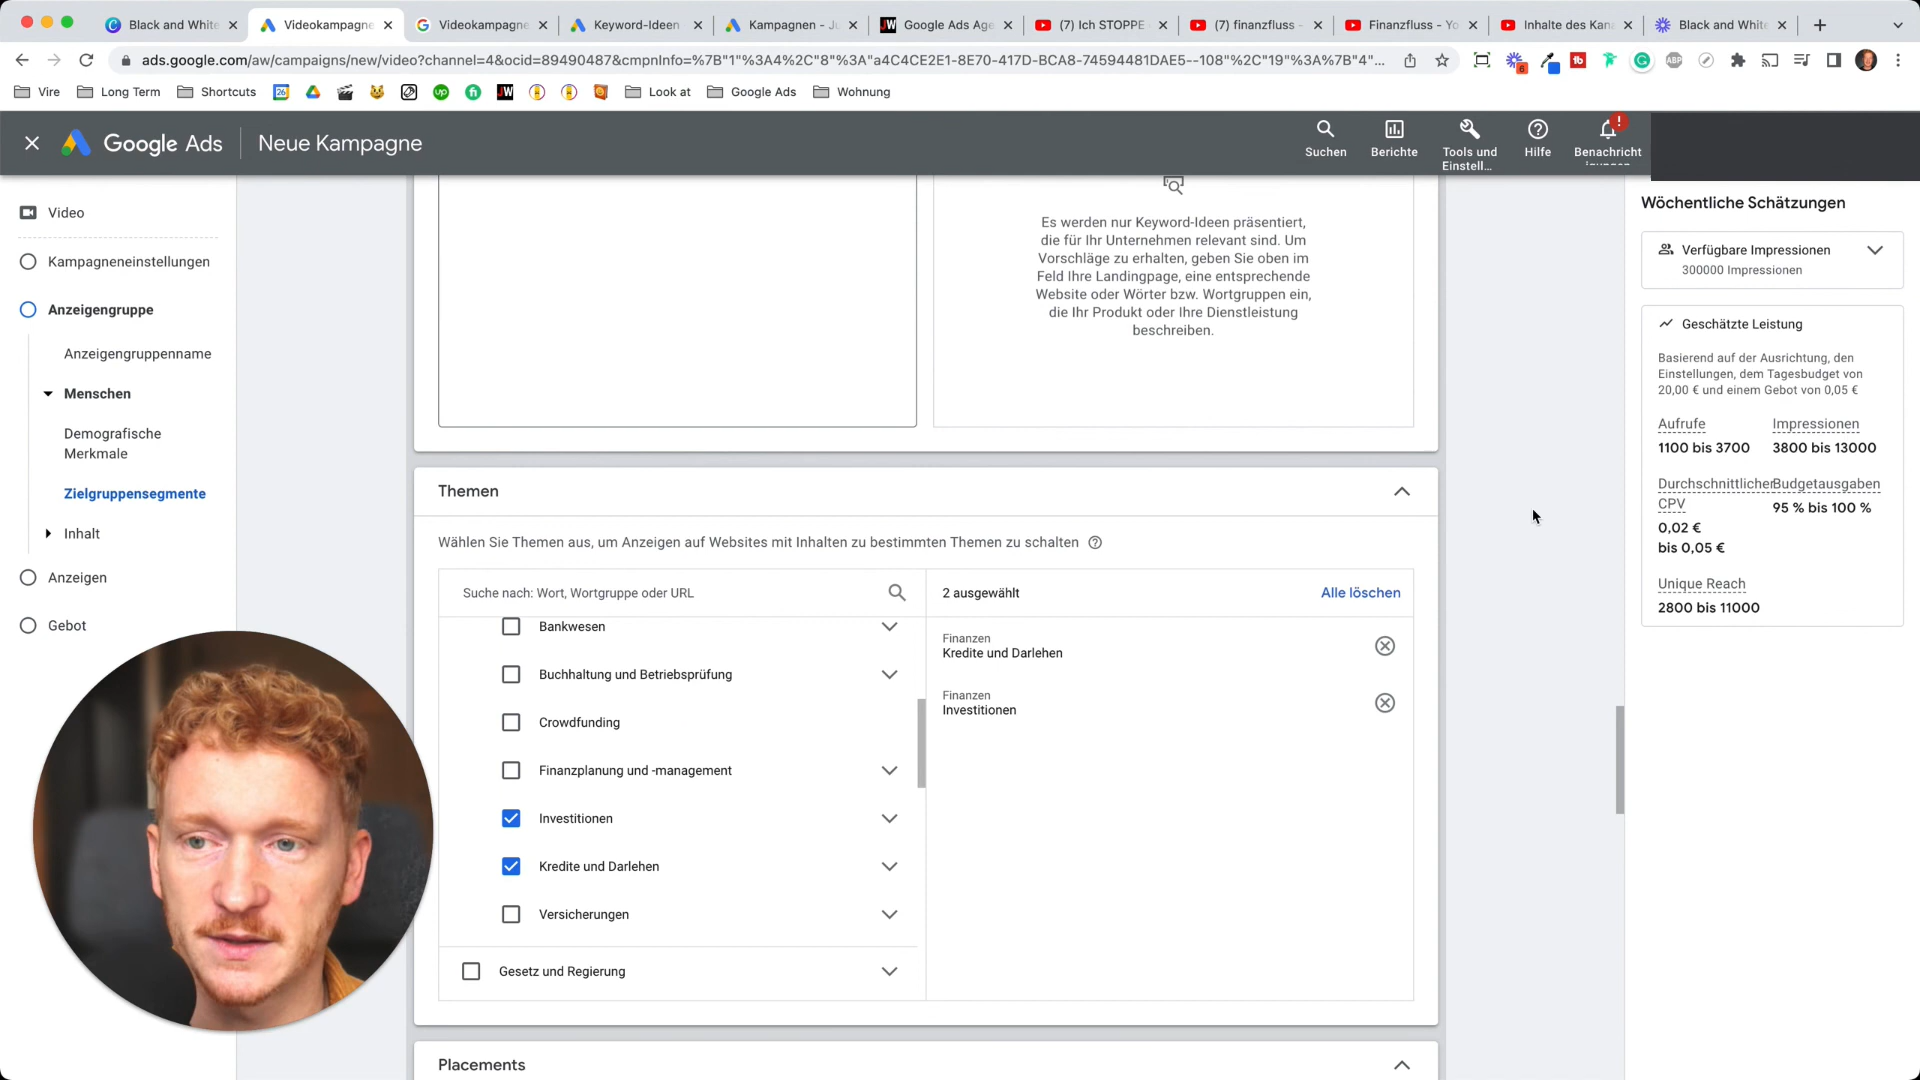 Black and White
Videokampagne
Videokampagne
Keyword-Ideen
Kampagnen - Ju
Google Ads Age
(7) Ich STOPPE
(7) finanzfluss -
Finanzfluss - Yo
Inhalte des Kana
Black and White
ads.google.com/aw/campaigns/new/video?channel=4&ocid=89490487&cmpnInfo=%7B"1"%3A4%2C"8"%3A"a4C4CE2E1-8E70-417D-BCA8-74594481DAE5--108"%2C"19"%3A%7B"4"...
Vire
Long Term
Shortcuts
Look at
Google Ads
Wohnung
Google Ads
Neue Kampagne
Suchen
Berichte
Tools und
Einstell...
Hilfe
Benachricht
Video
Kampagneneinstellungen
Anzeigengruppe
Anzeigengruppenname
Menschen
Demografische
Merkmale
Zielgruppensegmente
Inhalt
Anzeigen
Gebot
Es werden nur Keyword-Ideen präsentiert,
die für Ihr Unternehmen relevant sind. Um
Vorschläge zu erhalten, geben Sie oben im
Feld Ihre Landingpage, eine entsprechende
Website oder Wörter bzw. Wortgruppen ein,
die Ihr Produkt oder Ihre Dienstleistung
beschreiben.
Themen
Wählen Sie Themen aus, um Anzeigen auf Websites mit Inhalten zu bestimmten Themen zu schalten
Suche nach: Wort, Wortgruppe oder URL
2 ausgewählt
Alle löschen
Bankwesen
Buchhaltung und Betriebsprüfung
Crowdfunding
Finanzplanung und -management
Investitionen
Kredite und Darlehen
Versicherungen
Gesetz und Regierung
Finanzen
Kredite und Darlehen
Finanzen
Investitionen
Placements
Wöchentliche Schätzungen
Verfügbare Impressionen
300000 Impressionen
Geschätzte Leistung
Basierend auf der Ausrichtung, den
Einstellungen, dem Tagesbudget von
20,00 € und einem Gebot von 0,05 €
Aufrufe
1100 bis 3700
Impressionen
3800 bis 13000
Durchschnittlicher
CPV
0,02 €
bis 0,05 €
Budgetausgaben
95 % bis 100 %
Unique Reach
2800 bis 11000